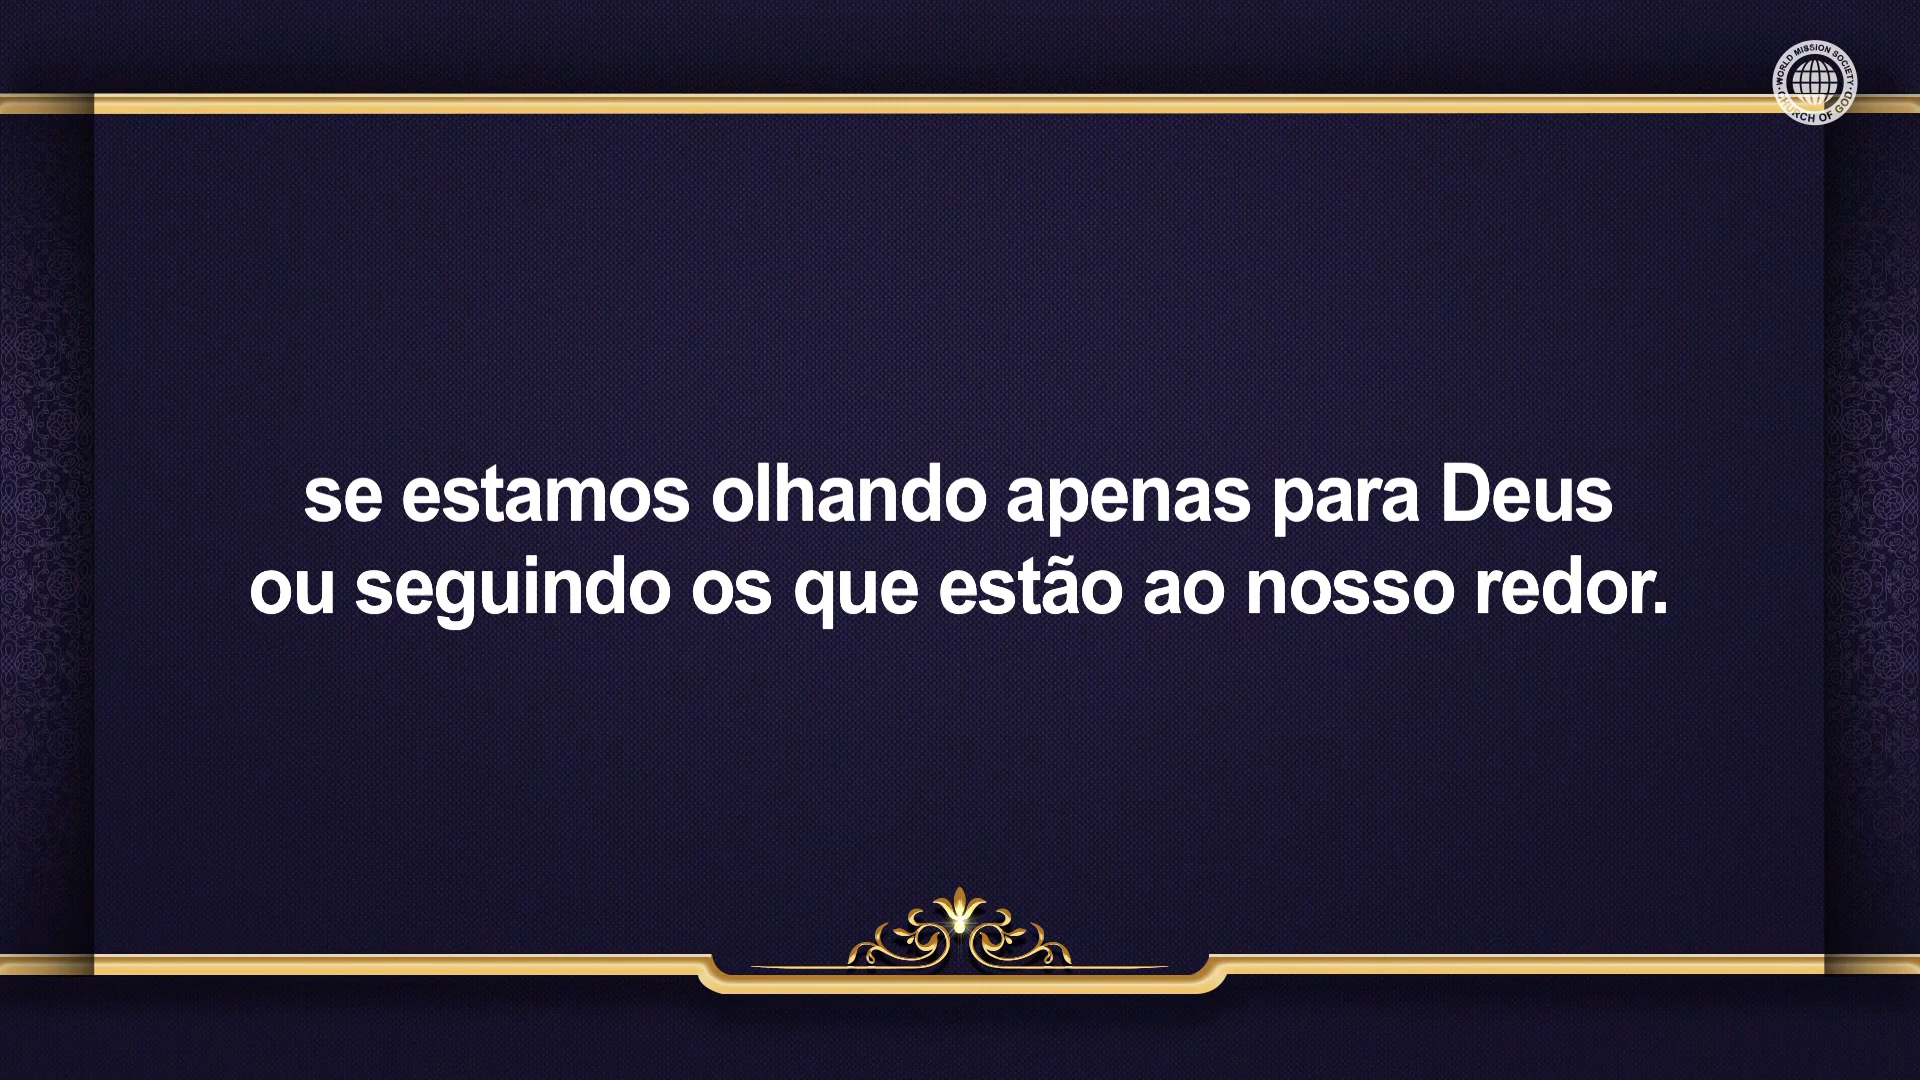 WORLD MISSION SOCIETY
CHURCH OF GOD
se estamos olhando apenas para Deus
ou seguindo os que estão ao nosso redor.